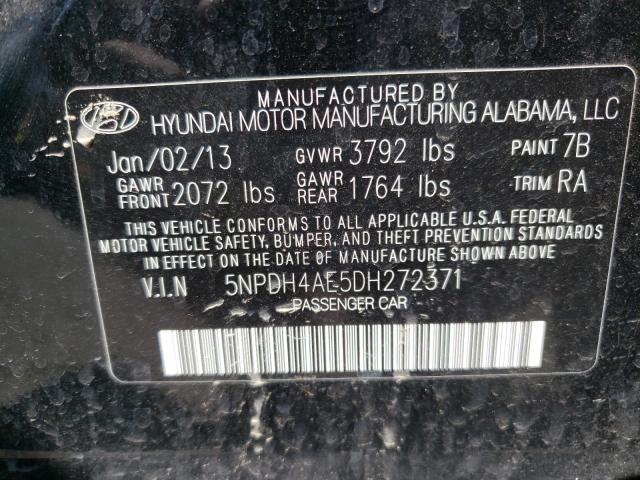 MANUFACTURED BY
HYUNDAI MOTOR MANUFACTURING ALABAMA, LLC
Jan/02/13 GVWR 3792 lbs PAINT 7B
GAWR FRONT 2072 lbs GAWR REAR 1764 lbs TRIM RA
THIS VEHICLE CONFORMS TO ALL APPLICABLE U.S.A. FEDERAL
MOTOR VEHICLE SAFETY, BUMPER, AND THEFT PREVENTION STANDARDS
IN EFFECT ON THE DATE OF MANUFACTURE SHOWN ABOVE
V.I.N 5NPDH4AE5DH272371
PASSENGER CAR